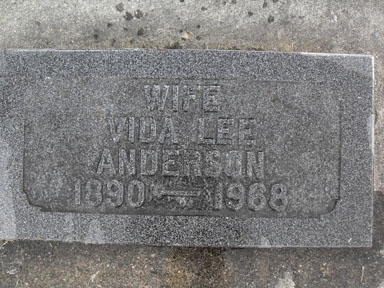 WIFE
VIDA LEE
ANDERSON
1890 1968